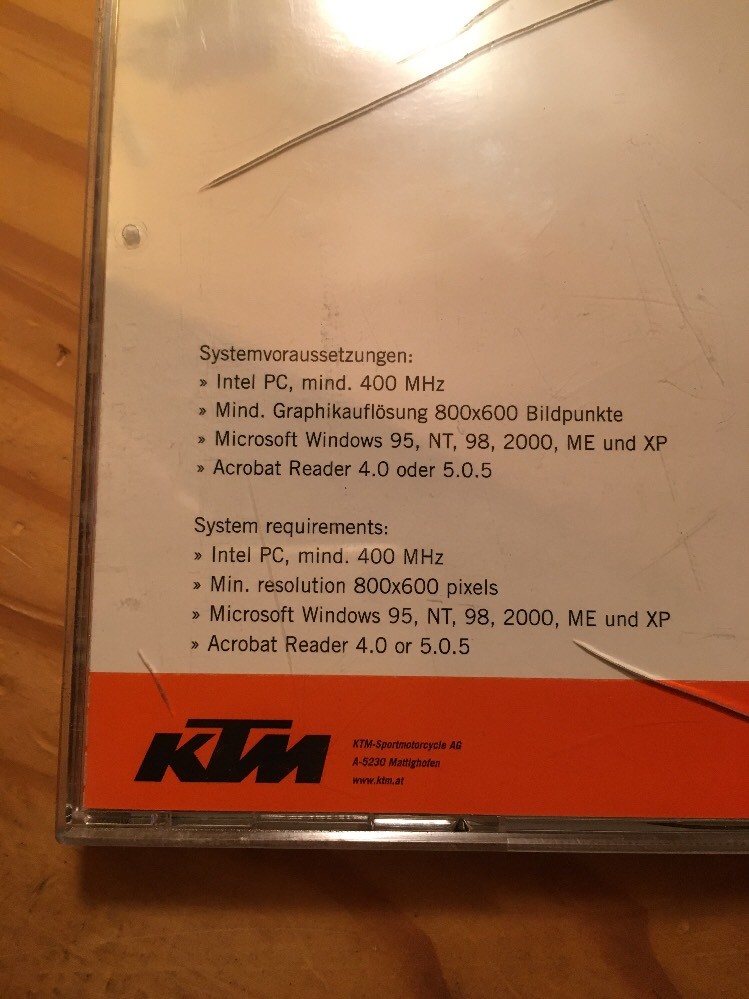 Systemvoraussetzungen:
» Intel PC, mind. 400 MHz
» Mind. Graphikauflösung 800x600 Bildpunkte
» Microsoft Windows 95, NT, 98, 2000, ME und XP
» Acrobat Reader 4.0 oder 5.0.5
System requirements:
» Intel PC, mind. 400 MHz
» Min. resolution 800x600 pixels
» Microsoft Windows 95, NT, 98, 2000, ME und XP
» Acrobat Reader 4.0 or 5.0.5
KTM
KTM-Sportmotorcycle AG
A-5230 Mattighofen
www.ktm.at